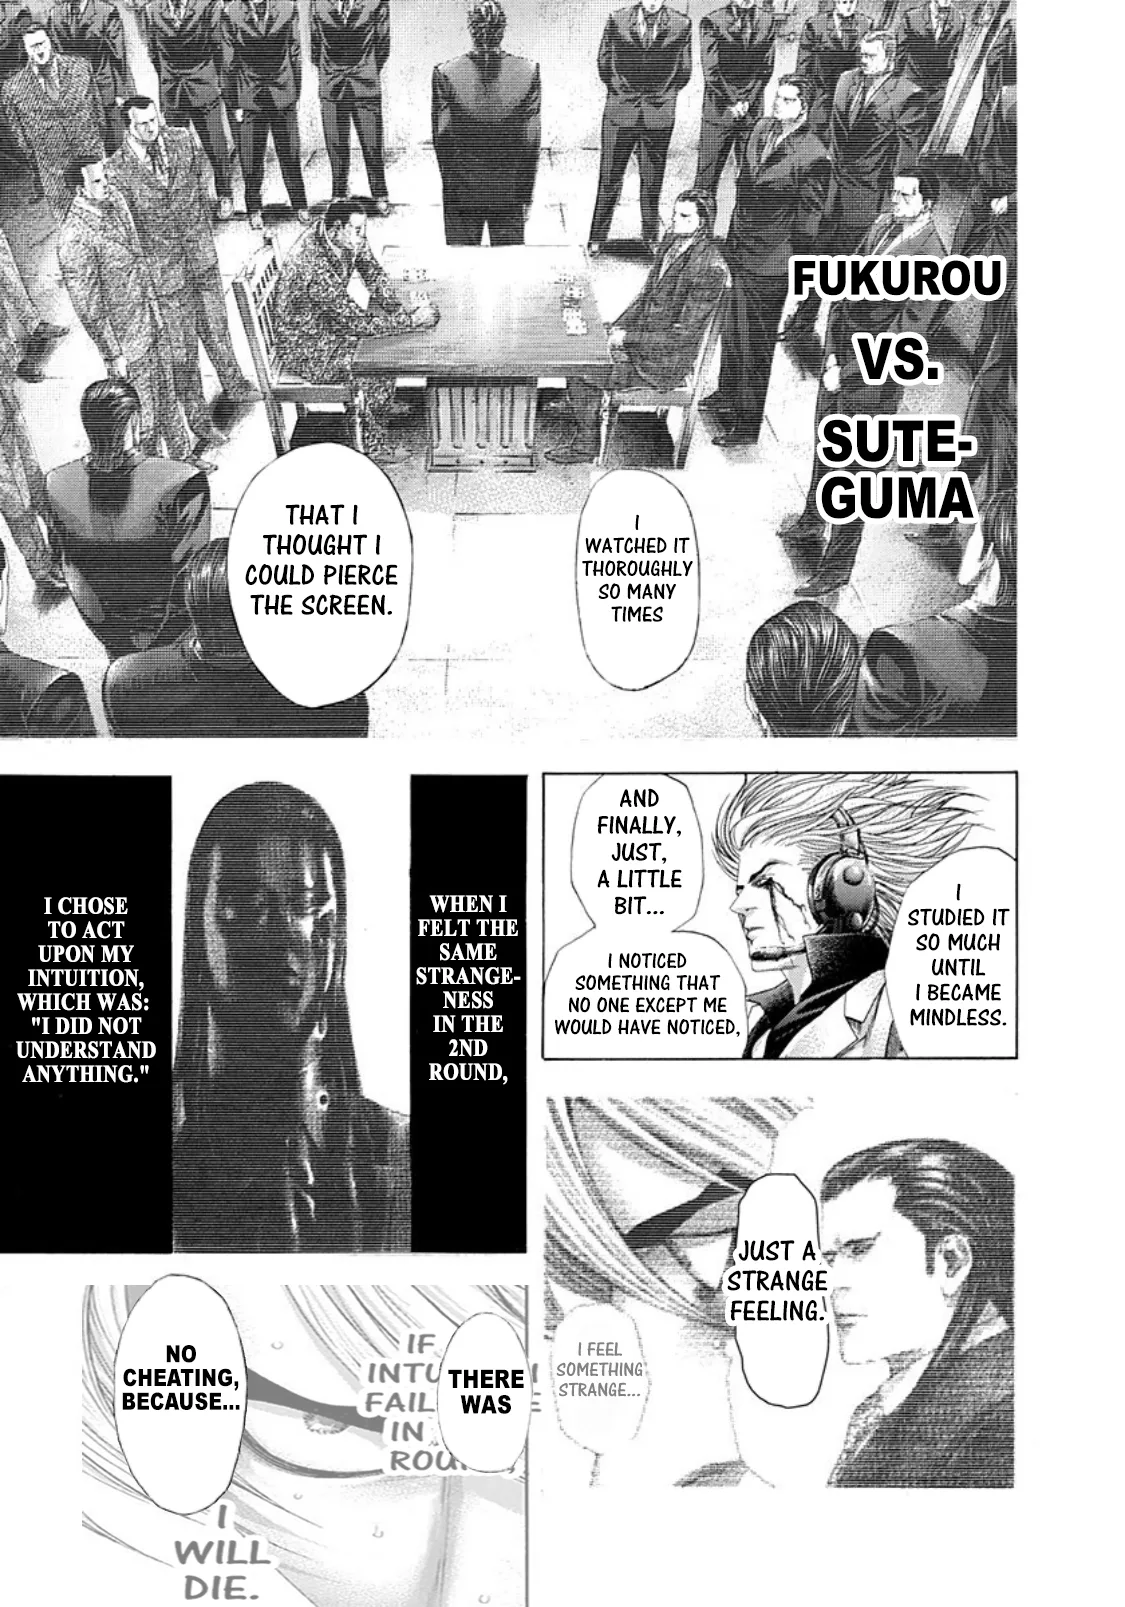 FUKUROU
VS.
SUTE-
GUMA
I
WATCHED IT
THOROUGHLY
SO MANY
TIMES
THAT I
THOUGHT I
COULD PIERCE
THE SCREEN.
I
STUDIED IT
SO MUCH
UNTIL
I BECAME
MINDLESS.
AND
FINALLY,
JUST,
A LITTLE
BIT...
I NOTICED
SOMETHING THAT
NO ONE EXCEPT ME
WOULD HAVE NOTICED,
JUST A
STRANGE
FEELING.
I FEEL
SOMETHING
STRANGE...
WHEN I
FELT THE
SAME
STRANGE-
NESS
IN THE
2ND
ROUND,
I CHOSE
TO ACT
UPON MY
INTUITION,
WHICH WAS:
"I DID NOT
UNDERSTAND
ANYTHING."
THERE
WAS
IF
IN
NO
CHEATING,
BECAUSE...
I
WILL
DIE.